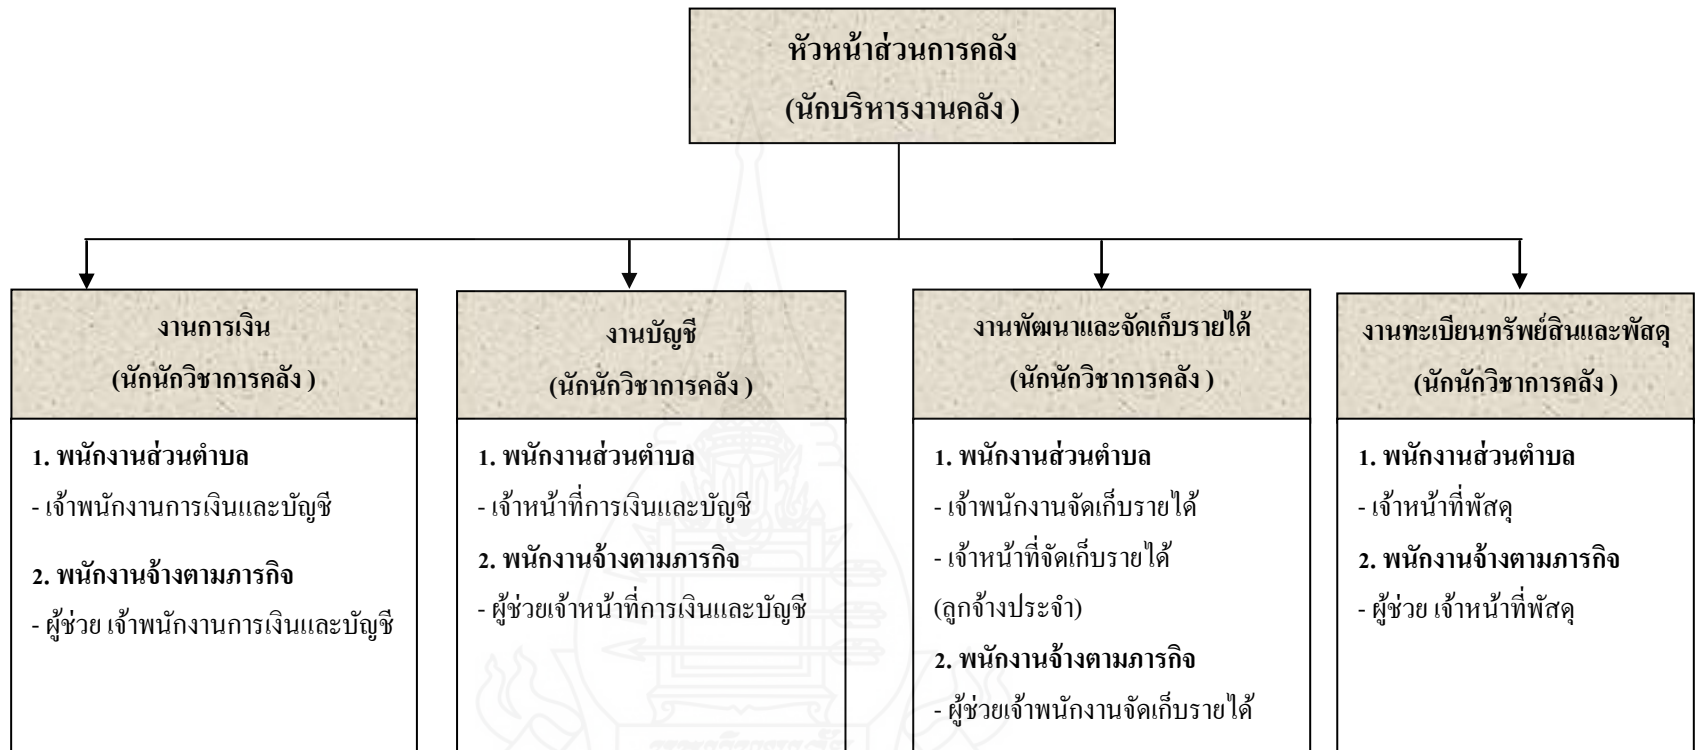 หัวหน้าส่วนการคลัง
(นักบริหารงานคลัง )
งานการเงิน
(นักนักวิชาการคลัง )
1. พนักงานส่วนตำบล
- เจ้าพนักงานการเงินและบัญชี
2. พนักงานจ้างตามภารกิจ
- ผู้ช่วย เจ้าพนักงานการเงินและบัญชี
งานบัญชี
(นักนักวิชาการคลัง )
1. พนักงานส่วนตำบล
- เจ้าหน้าที่การเงินและบัญชี
2. พนักงานจ้างตามภารกิจ
- ผู้ช่วยเจ้าหน้าที่การเงินและบัญชี
งานพัฒนาและจัดเก็บรายได้
(นักนักวิชาการคลัง )
1. พนักงานส่วนตำบล
- เจ้าพนักงานจัดเก็บรายได้
- เจ้าหน้าที่จัดเก็บรายได้
(ลูกจ้างประจำ)
2. พนักงานจ้างตามภารกิจ
- ผู้ช่วยเจ้าพนักงานจัดเก็บรายได้
งานทะเบียนทรัพย์สินและพัสดุ
(นักนักวิชาการคลัง )
1. พนักงานส่วนตำบล
- เจ้าหน้าที่พัสดุ
2. พนักงานจ้างตามภารกิจ
- ผู้ช่วย เจ้าหน้าที่พัสดุ